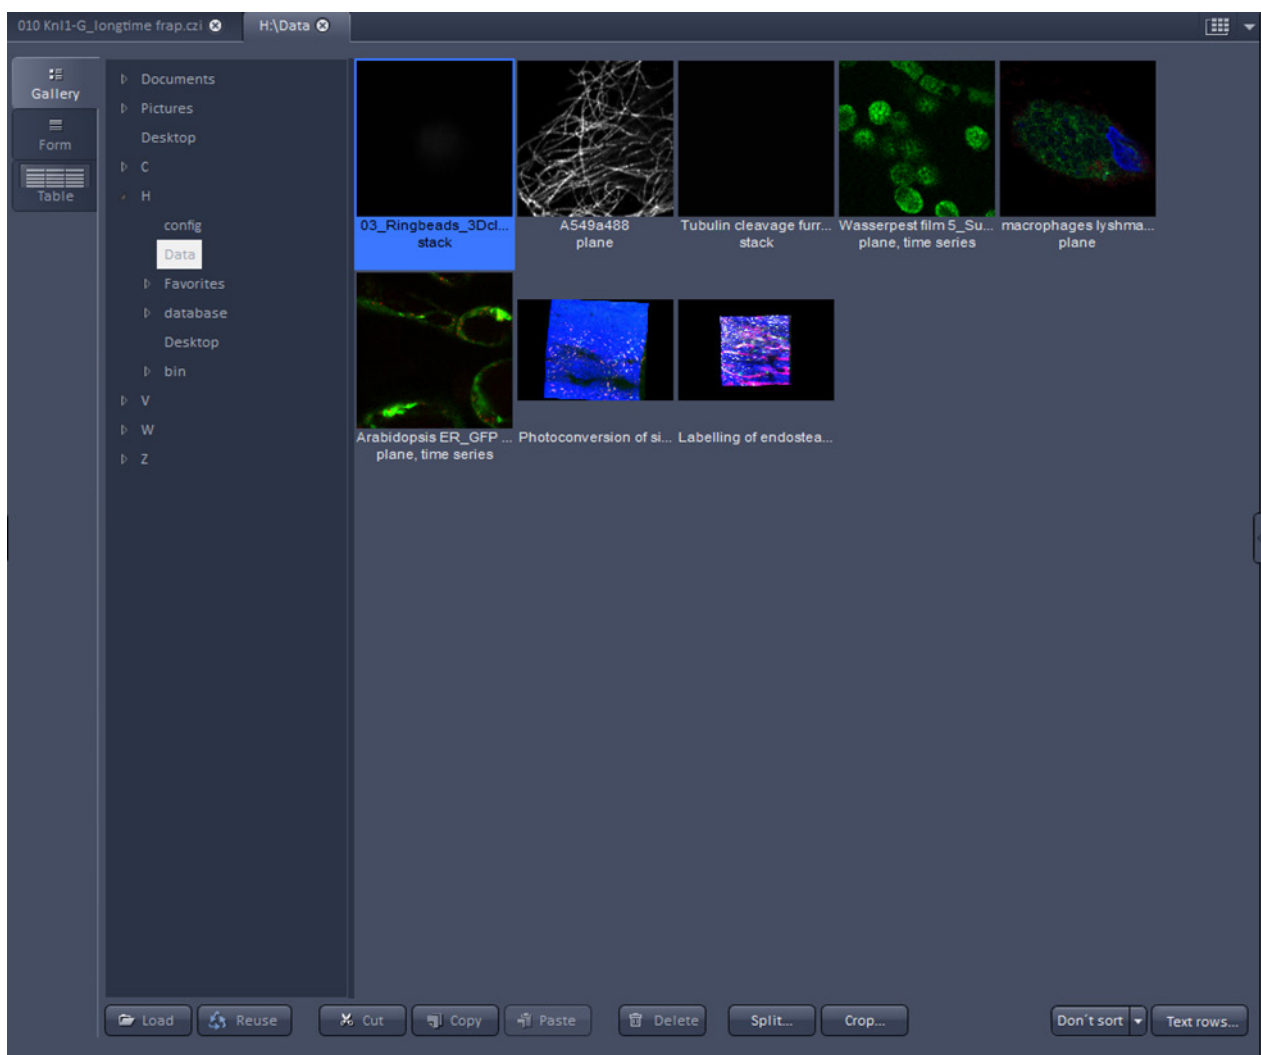 010 Knl1-G_longtime frap.czi
H:\Data
Gallery
Form
Table
Documents
Pictures
Desktop
C
H
config
Data
Favorites
database
Desktop
bin
V
W
Z
03_Ringbeads_3Dcl...
stack
A549a488
plane
Tubulin cleavage furr...
stack
Wasserpest film 5_Su...
plane, time series
macrophages lyshma...
plane
Arabidopsis ER_GFP ...
plane, time series
Photoconversion of si...
Labelling of endostea...
Load
Reuse
Cut
Copy
Paste
Delete
Split...
Crop...
Don´t sort
Text rows...